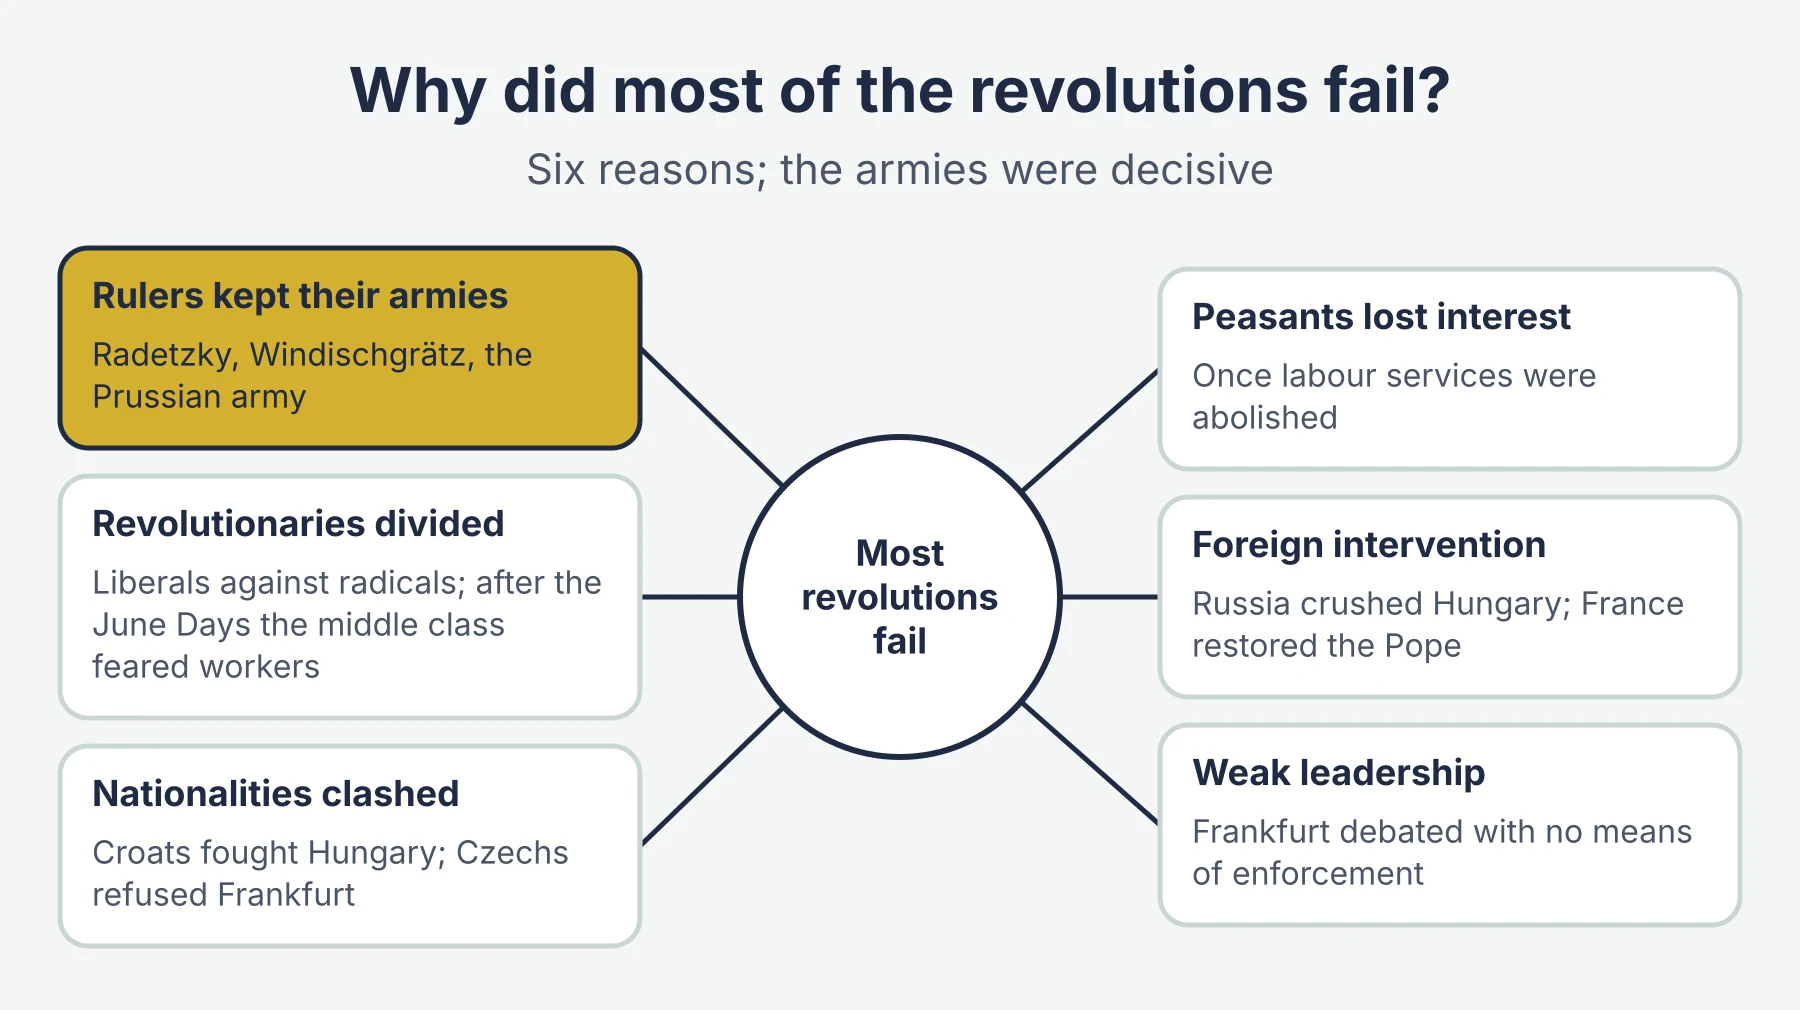 Why did most of the revolutions fail?
Six reasons; the armies were decisive
Rulers kept their armies
Radetzky, Windischgrätz, the
Prussian army
Revolutionaries divided
Liberals against radicals; after the
June Days the middle class
feared workers
Nationalities clashed
Croats fought Hungary; Czechs
refused Frankfurt
Most
revolutions
fail
Peasants lost interest
Once labour services were
abolished
Foreign intervention
Russia crushed Hungary; France
restored the Pope
Weak leadership
Frankfurt debated with no means
of enforcement